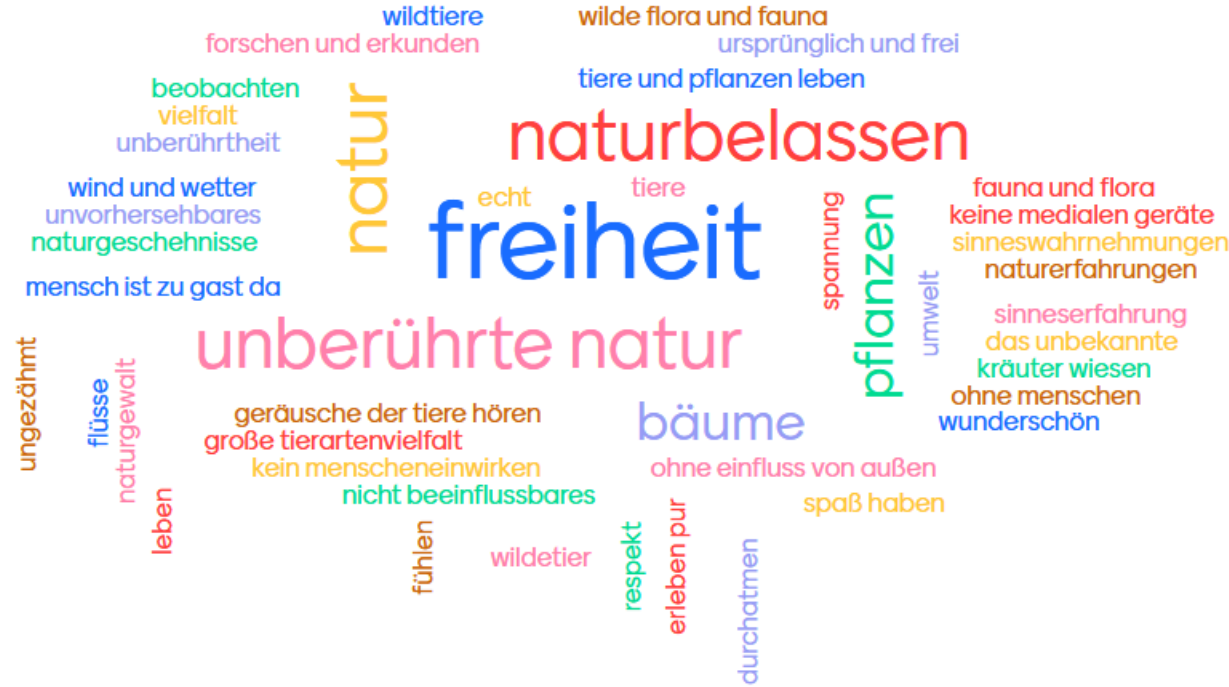 wildtiere
wilde flora und fauna
forschen und erkunden
ursprünglich und frei
tiere und pflanzen leben
beobachten
vielfalt
unberührtheit
natur
naturbelassen
wind und wetter
unvorhersehbares
naturgeschehnisse
echt
tiere
freiheit
spannung
pflanzen
umwelt
fauna und flora
keine medialen geräte
sinneswahrnehmungen
naturerfahrungen
mensch ist zu gast da
unberührte natur
sinneserfahrung
das unbekannte
kräuter wiesen
ohne menschen
wunderschön
ungezähmt
flüsse
naturgewalt
leben
geräusche der tiere hören
große tierartenvielfalt
kein menscheneinwirken
nicht beeinflussbares
bäume
ohne einfluss von außen
spaß haben
fühlen
wildetier
respekt
erleben pur
durchatmen